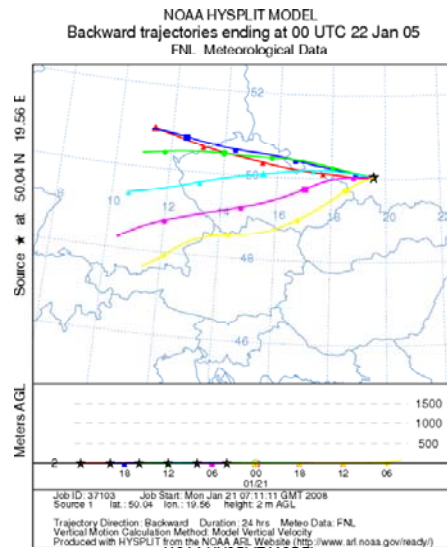 NOAA HYSPLIT MODEL
Backward trajectories ending at 00 UTC 22 Jan 05
FNL Meteorological Data
Source ★ at 50.04 N 19.56 E
52
50
48
46
8
10
12
14
16
18
20
22
Meters AGL
1500
1000
500
2
18
12
06
00
18
12
06
01/21
Job ID: 37103 Job Start: Mon Jan 21 07:11:11 GMT 2008
Source 1 lat.: 50.04 lon.: 19.56 height: 2 m AGL
Trajectory Direction: Backward Duration: 24 hrs Meteo Data: FNL
Vertical Motion Calculation Method: Model Vertical Velocity
Produced with HYSPLIT from the NOAA ARL Website (http://www.arl.noaa.gov/ready/)